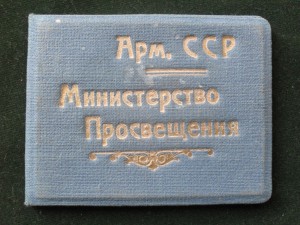 Арм. ССР
Министерство
Просвещения